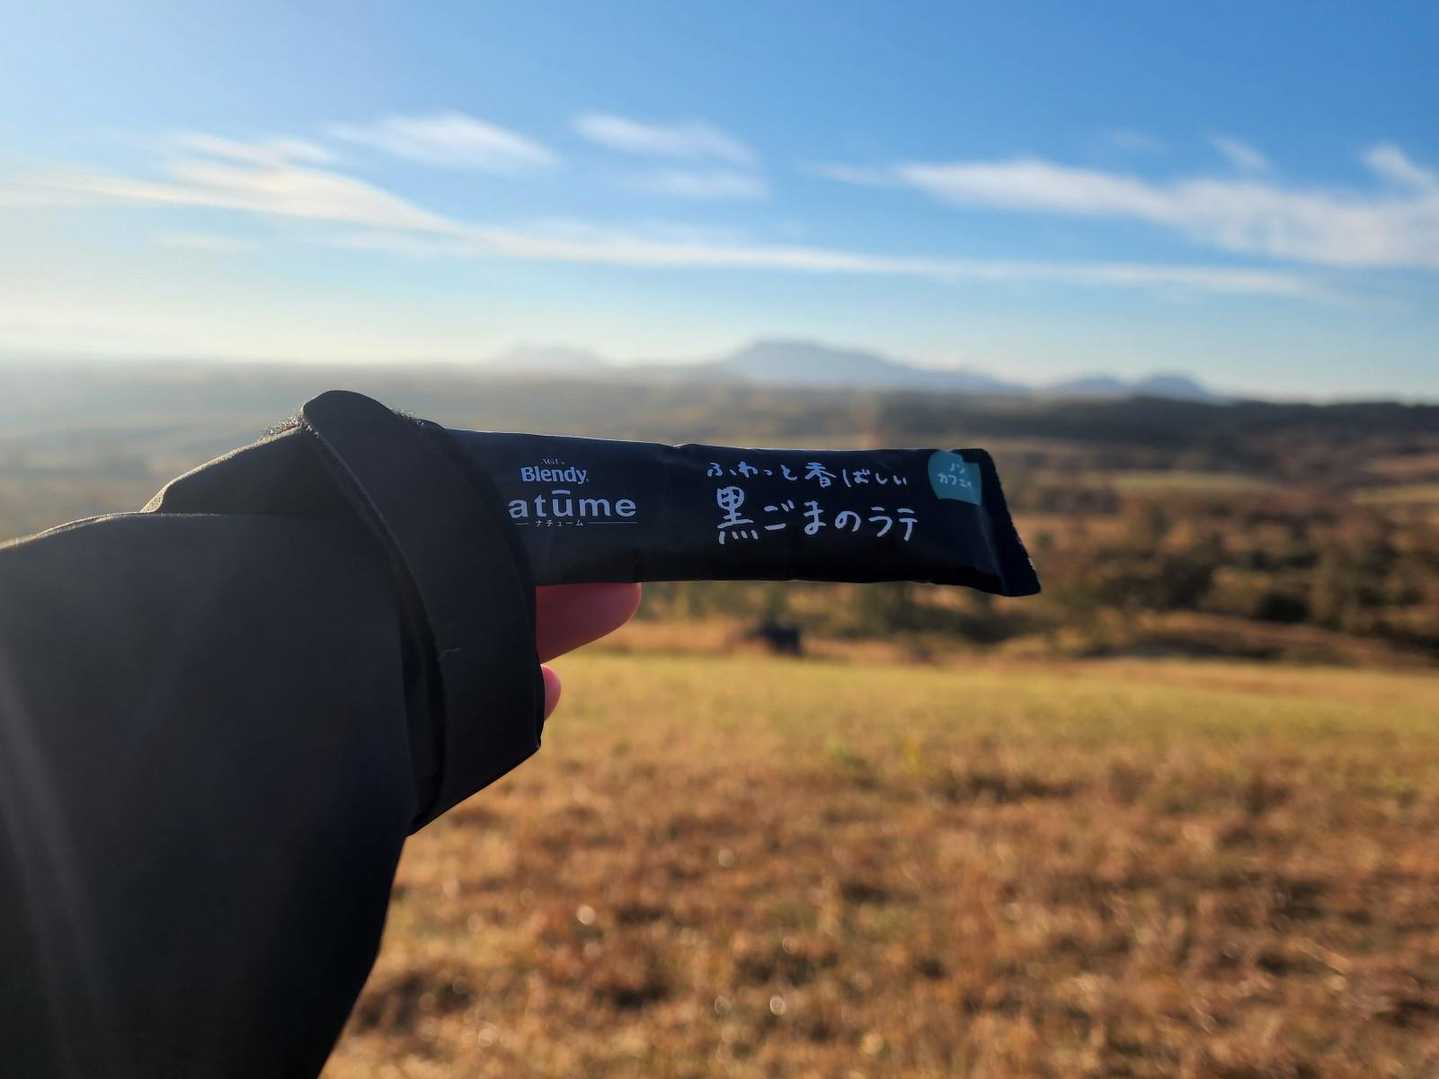 Blendy
atūme
ナチューム
ふわっと香ばしい
黒ごまのラテ
ノン
カフェイ